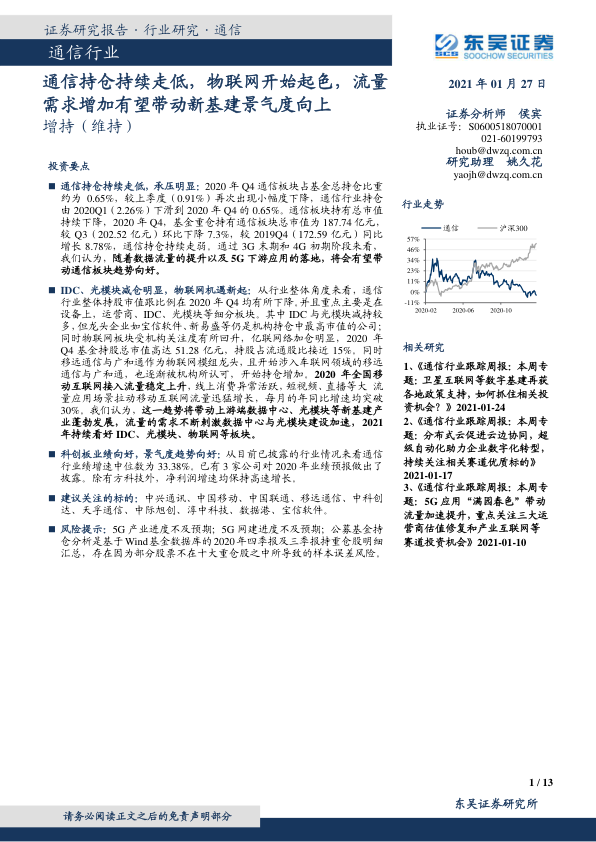 证券研究报告·行业研究·通信
通信行业
SCS 东吴证券
SOOCHOW SECURITIES
通信持仓持续走低，物联网开始起色，流量
需求增加有望带动新基建景气度向上
增持（维持）
2021 年 01 月 27 日
证券分析师 侯宾
执业证号：S0600518070001
021-60199793
houb@dwzq.com.cn
研究助理 姚久花
yaojh@dwzq.com.cn
投资要点
■ 通信持仓持续走低，承压明显：2020 年 Q4 通信板块占基金总持仓比重
约为 0.65%，较上季度（0.91%）再次出现小幅度下降，通信行业持仓
由 2020Q1（2.26%）下滑到 2020 年 Q4 的 0.65%。通信板块持有总市值
持续下降，2020 年 Q4，基金重仓持有通信板块总市值为 187.74 亿元，
较 Q3（202.52 亿元）环比下降 7.3%，较 2019Q4（172.59 亿元）同比
增长 8.78%，通信持仓持续走弱。通过 3G 末期和 4G 初期阶段来看，
我们认为，随着数据流量的提升以及 5G 下游应用的落地，将会有带
动通信板块趋势向好。
■ IDC、光模块减仓明显，物联网机遇新起：从行业整体角度来看，通信
行业整体持股市值跟比例在 2020 年 Q4 均有所下降，并且重点主要是在
设备上，运营商、IDC、光模块等细分板块。其中 IDC 与光模块减持较
多，但龙头企业如宝信软件、新易盛等仍是机构持仓中最高市值的公司；
同时物联网板块受机构关注度有所回升，亿联网络加仓明显，2020 年
Q4 基金持股总市值高达 51.28 亿元，持股占流通股比接近 15%。同时
移远通信与广和通作为物联网模组龙头，且开始涉入车联网领域的移远
通信与广和通，也逐渐被机构所认可、开始持仓增加。2020 年全国移
动互联网接入流量稳定上升，线上消费异常活跃，短视频、直播等大 流
量应用场景拉动移动互联网流量迅猛增长，每月的年同比增速均突破
30%。我们认为，这一趋势将带动上游端数据中心、光模块等新基建产
业蓬勃发展，流量的需求不断刺激数据中心与光模块建设加速，2021
年持续看好 IDC、光模块、物联网等板块。
■ 科创板业绩向好，景气度趋势向好：从目前已披露的行业情况来看通信
行业业绩增速中位数为 33.38%。已有 3 家公司对 2020 年业绩预报做出了
披露。除有方科技外，净利润增速均保持高速增长。
■ 建议关注的标的：中兴通讯、中国移动、中国联通、移远通信、中科创
达、天孚通信、中际旭创、淳中科技、数据港、宝信软件。
■ 风险提示：5G 产业进度不及预期；5G 网建进度不及预期；公募基金持
仓分析是基于 Wind 基金数据库的 2020 年四季报及三季报持重仓股明细
汇总，存在因为部分股票不在十大重仓股之中所导致的样本误差风险。
行业走势
通信 沪深300
57%
46%
34%
23%
11%
0%
-11%
2020-02 2020-06 2020-10
相关研究
1、《通信行业跟踪周报：本周专
题：卫星互联网等数字基建再获
各地政策支持，如何抓住相关投
资机会？》2021-01-24
2、《通信行业跟踪周报：本周专
题：分布式云促进云边协同，超
级自动化助力企业数字化转型，
持续关注相关赛道优质标的》
2021-01-17
3、《通信行业跟踪周报：本周专
题：5G 应用“满园春色”带动
流量加速提升，重点关注三大运
营商估值修复和产业互联网等
赛道投资机会》2021-01-10
1 / 13
东吴证券研究所
请务必阅读正文之后的免责声明部分